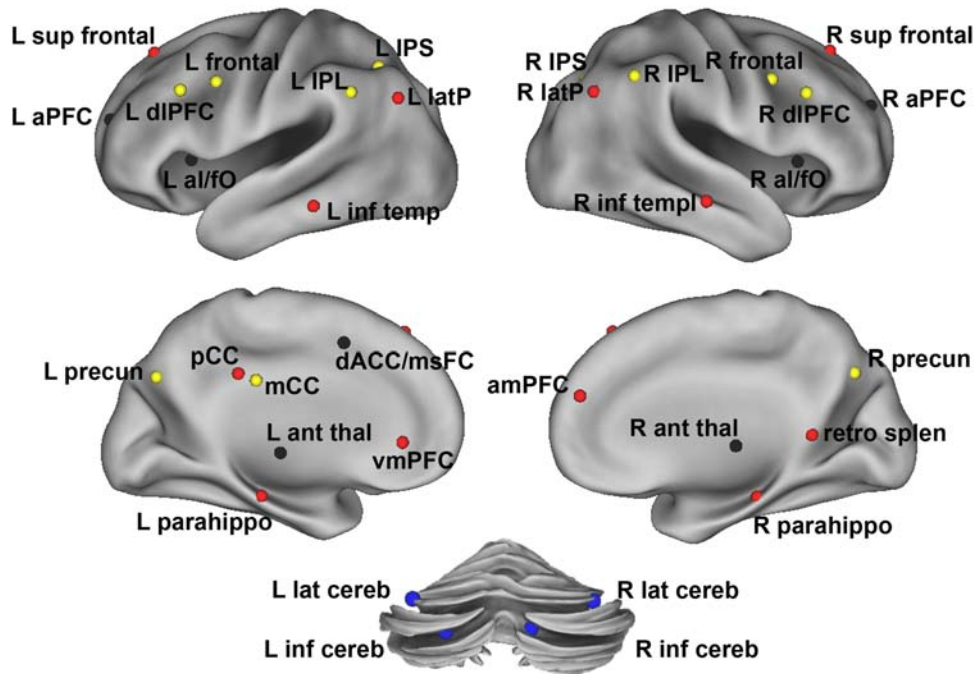 L sup frontal
L IPS
L frontal
L IPL
L latP
L aPFC
L dlPFC
L aI/fO
L inf temp
R sup frontal
R IPS
R frontal
R IPL
R latP
R aPFC
R dlPFC
R aI/fO
R inf templ
L precun
pCC
mCC
dACC/msFC
L ant thal
vmPFC
L parahippo
R precun
amPFC
R ant thal
retro splen
R parahippo
L lat cereb
R lat cereb
L inf cereb
R inf cereb